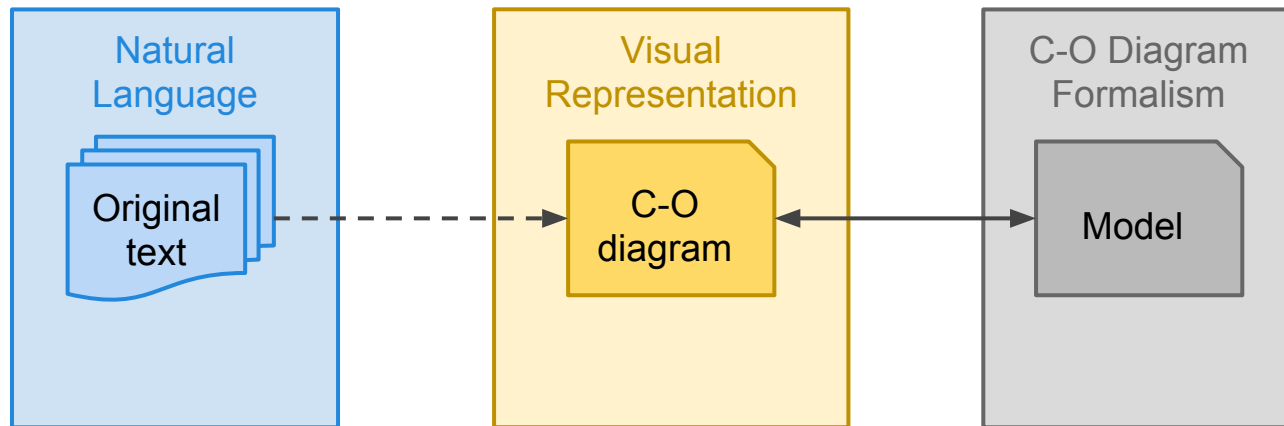 Natural
Language
Original
text
Visual
Representation
C-O
diagram
C-O Diagram
Formalism
Model